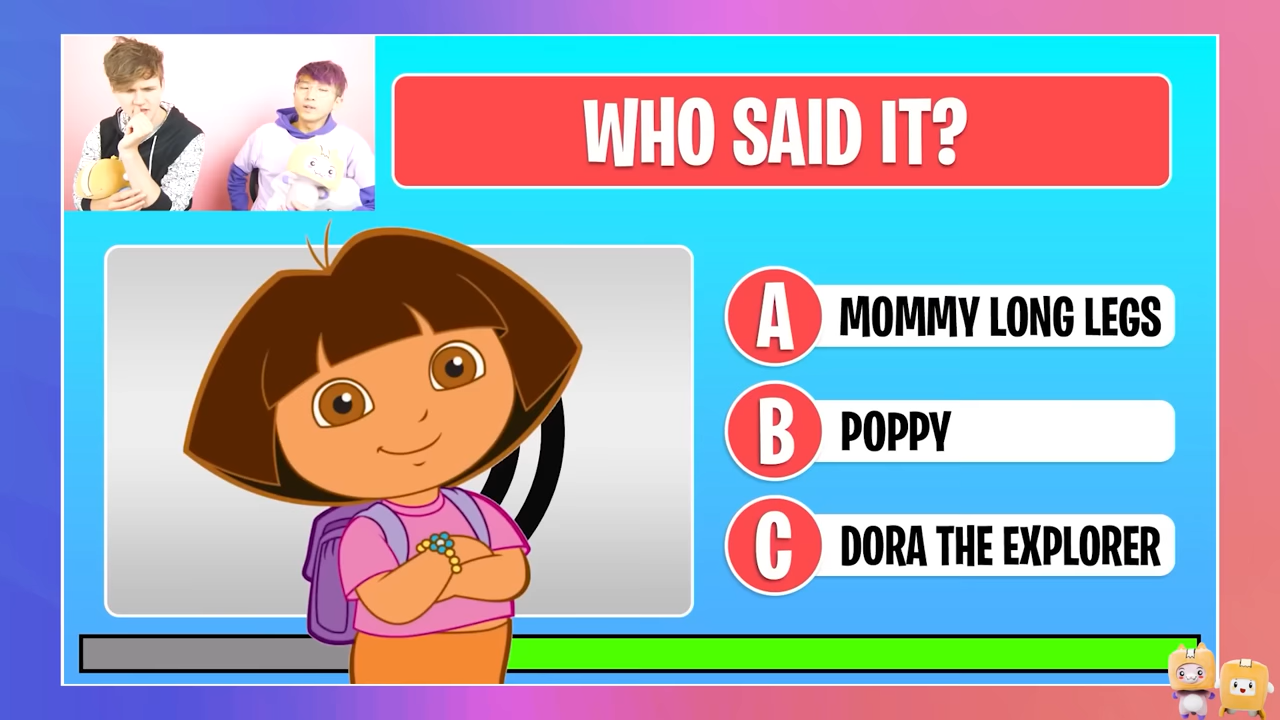 WHO SAID IT?
A MOMMY LONG LEGS
B POPPY
C DORA THE EXPLORER